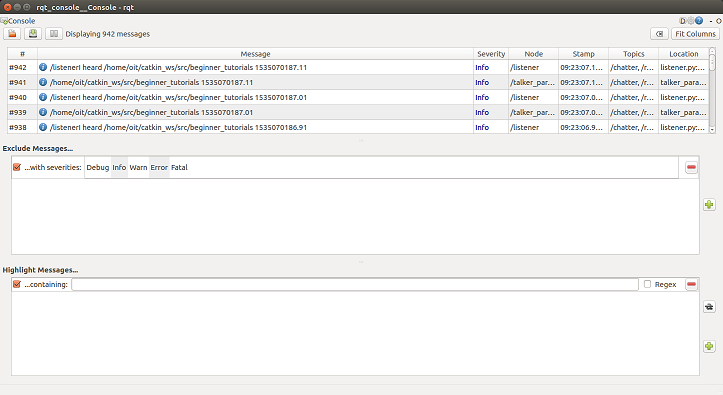 rqt_console__Console - rqt
Console D ? - O
Displaying 942 messages Fit Columns
# Message Severity Node Stamp Topics Location
#942 /listenerI heard /home/oit/catkin_ws/src/beginner_tutorials 1535070187.11 Info /listener 09:23:07.1... /chatter, /r... listener.py:...
#941 /home/oit/catkin_ws/src/beginner_tutorials 1535070187.11 Info /talker_par... 09:23:07.1... /chatter, /r... talker_para...
#940 /listenerI heard /home/oit/catkin_ws/src/beginner_tutorials 1535070187.01 Info /listener 09:23:07.0... /chatter, /r... listener.py:...
#939 /home/oit/catkin_ws/src/beginner_tutorials 1535070187.01 Info /talker_par... 09:23:07.0... /chatter, /r... talker_para...
#938 /listenerI heard /home/oit/catkin_ws/src/beginner_tutorials 1535070186.91 Info /listener 09:23:06.9... /chatter, /r... listener.py:...
Exclude Messages...
...with severities: Debug Info Warn Error Fatal
Highlight Messages...
...containing: Regex